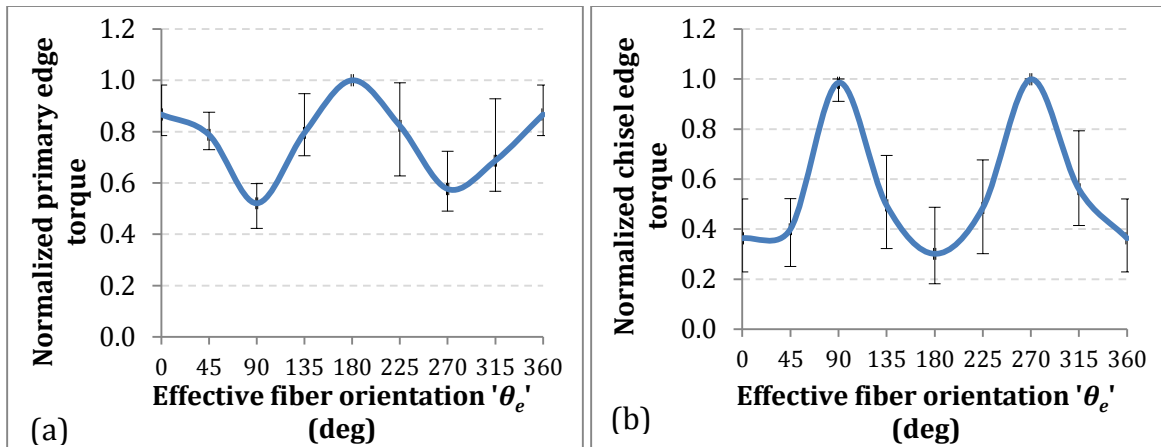 Normalized primary edge
torque
1.2
1.0
0.8
0.6
0.4
0.2
0.0
0 45 90 135 180 225 270 315 360
Effective fiber orientation 'θe'
(deg)
(a)
Normalized chisel edge
torque
1.2
1.0
0.8
0.6
0.4
0.2
0.0
0 45 90 135 180 225 270 315 360
Effective fiber orientation 'θe'
(deg)
(b)